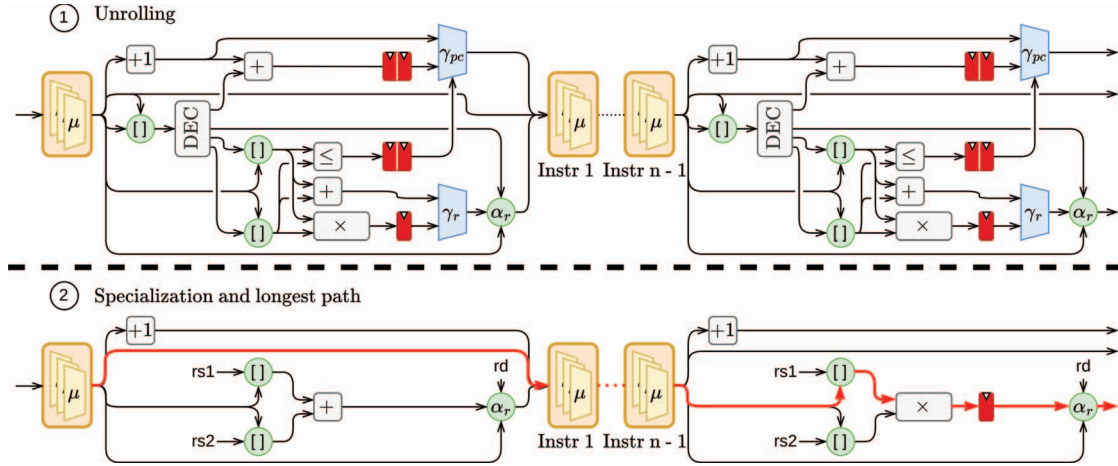 1 Unrolling
+1 + γpc +1 + γpc
μ [] DEC μ μ [] DEC
[] ≤ [] ≤
Instr 1 Instr n - 1
+ γr αr + γr αr
[] × [] ×
2 Specialization and longest path
+1 +1
μ rs1 [] rd μ μ rs1 [] rd
+ αr × αr
rs2 [] Instr 1 Instr n - 1 rs2 []